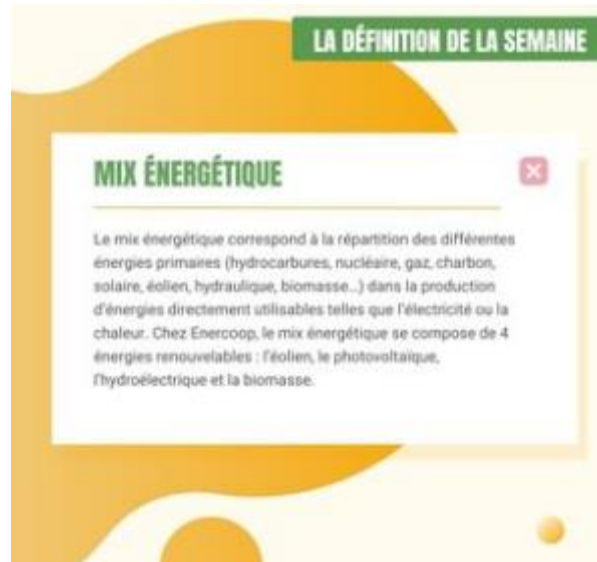 LA DÉFINITION DE LA SEMAINE
MIX ÉNERGÉTIQUE
Le mix énergétique correspond à la répartition des différentes
énergies primaires (hydrocarbures, nucléaire, gaz, charbon,
solaire, éolien, hydraulique, biomasse...) dans la production
d'énergies directement utilisables telles que l'électricité ou la
chaleur. Chez Enercoop, le mix énergétique se compose de 4
énergies renouvelables : l'éolien, le photovoltaïque,
l'hydroélectrique et la biomasse.